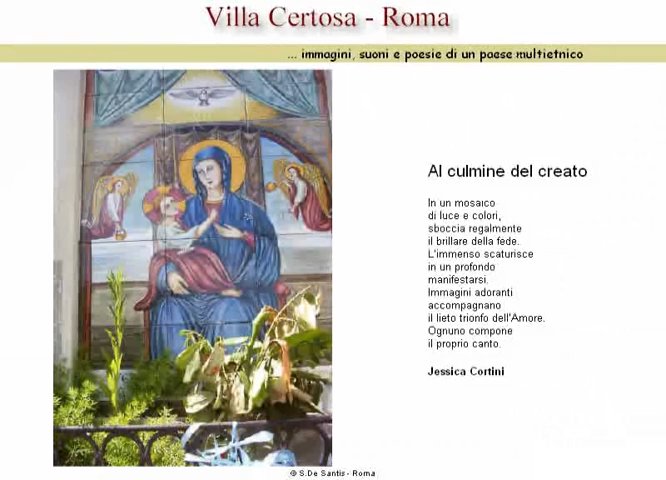 Villa Certosa - Roma
... immagini, suoni e poesie di un paese multietnico
Al culmine del creato
In un mosaico
di luce e colori,
sboccia regalmente
il brillare della fede.
L'immenso scaturisce
in un profondo
manifestarsi.
Immagini adoranti
accompagnano
il lieto trionfo dell'Amore.
Ognuno compone
il proprio canto.
Jessica Cortini
© S.De Santis - Roma